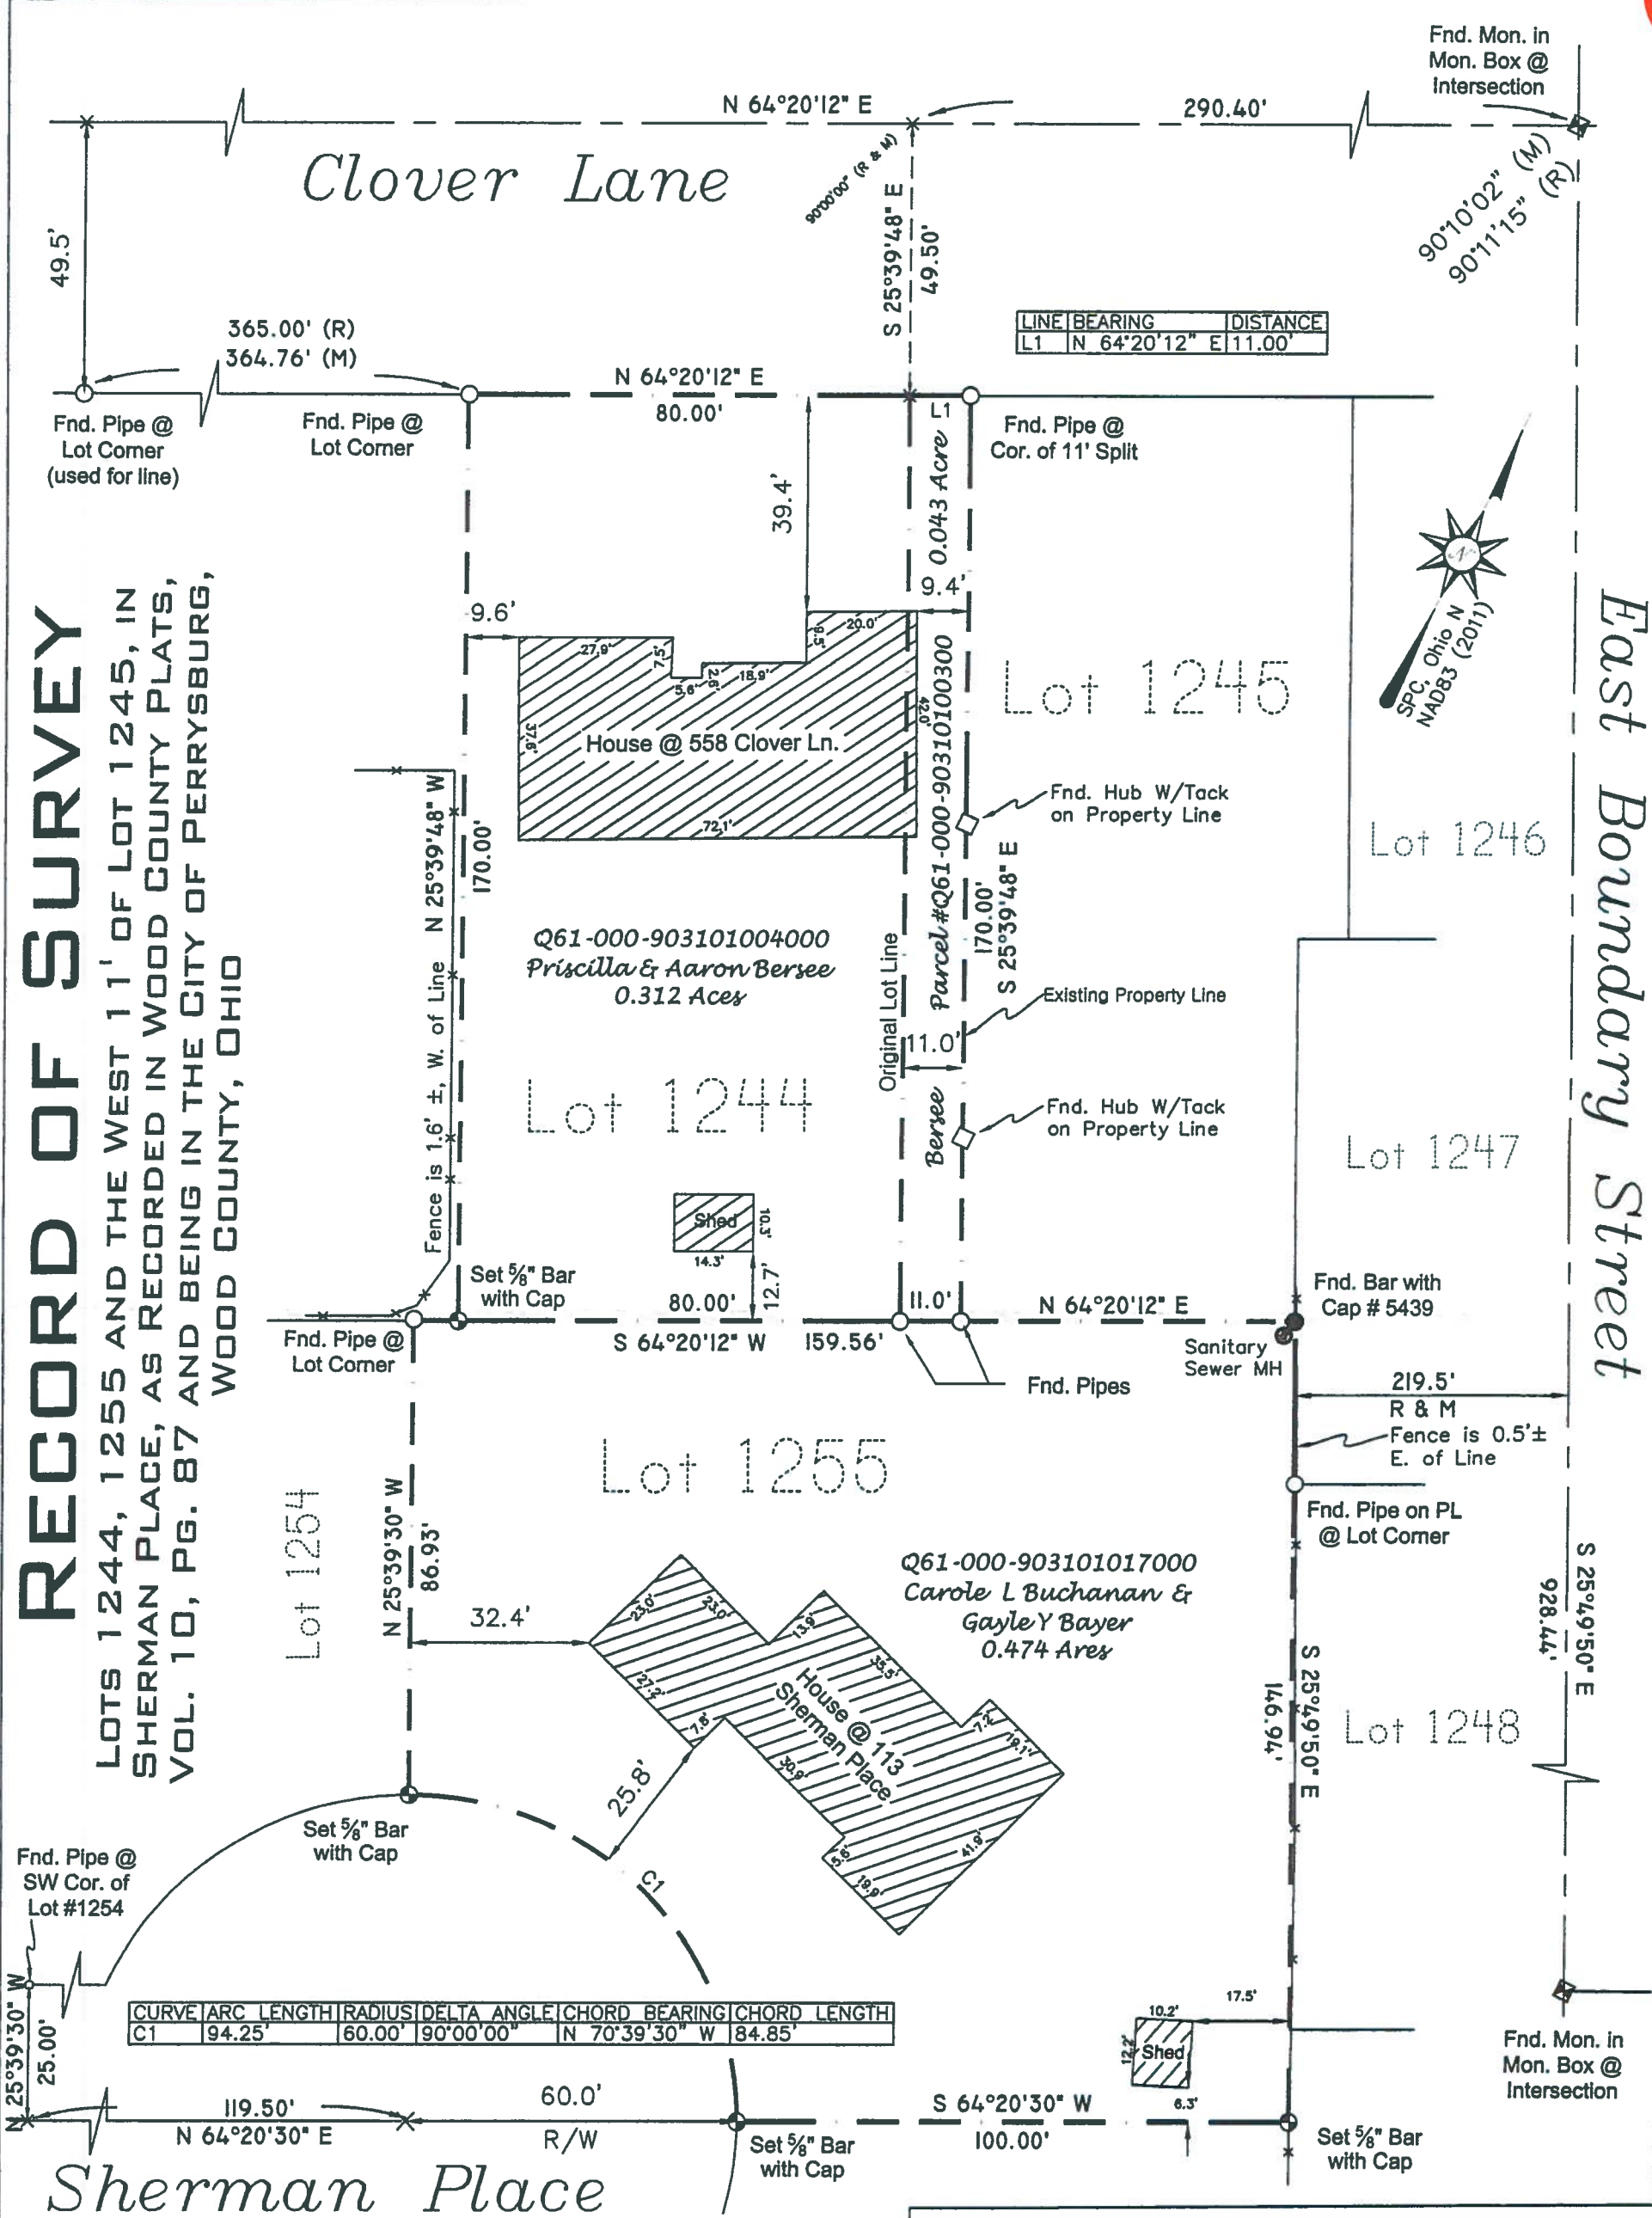 Fnd. Mon. in
Mon. Box @
Intersection
N 64°20'12" E
290.40'
Clover Lane
90°00'00" (R & M)
S 25°39'48" E
49.50'
90°10'02" (M)
90°11'15" (R)
49.5'
365.00' (R)
364.76' (M)
LINE BEARING DISTANCE
L1 N 64°20'12" E 11.00'
N 64°20'12" E
80.00'
L1
Fnd. Pipe @
Lot Corner
(used for line)
Fnd. Pipe @
Lot Corner
Fnd. Pipe @
Cor. of 11' Split
39.4'
0.043 Acre
9.4'
9.6'
SPC, Ohio N
NAD83 (2011)
N
East Boundary Street
RECORD OF SURVEY
LOTS 1244, 1255 AND THE WEST 11' OF LOT 1245, IN
SHERMAN PLACE, AS RECORDED IN WOOD COUNTY PLATS,
VOL. 10, PG. 87 AND BEING IN THE CITY OF PERRYSBURG,
WOOD COUNTY, OHIO
27.9'
7.5'
5.6'
2.6'
18.9'
9.5'
20.0'
37.6'
42.0'
72.1'
House @ 558 Clover Ln.
Parcel #Q61-000-903101100300
Lot 1245
Fnd. Hub W/Tack
on Property Line
Lot 1246
N 25°39'48" W
170.00'
Fence is 1.6' ±, W. of Line
170.00'
S 25°39'48" E
Q61-000-903101004000
Priscilla & Aaron Bersee
0.312 Aces
Original Lot Line
Existing Property Line
11.0'
Lot 1244
Bersee
Fnd. Hub W/Tack
on Property Line
Lot 1247
Shed
10.3'
14.3'
12.7'
Set ⅝" Bar
with Cap
80.00'
11.0'
N 64°20'12" E
Fnd. Bar with
Cap # 5439
Fnd. Pipe @
Lot Corner
S 64°20'12" W
159.56'
Sanitary
Sewer MH
Fnd. Pipes
219.5'
R & M
Fence is 0.5'±
E. of Line
Lot 1255
Lot 1254
N 25°39'30" W
86.93'
Fnd. Pipe on PL
@ Lot Corner
Q61-000-903101017000
Carole L Buchanan &
Gayle Y Bayer
0.474 Ares
S 25°49'50" E
928.44'
32.4'
23.0'
23.0'
13.9'
35.5'
27.2'
7.8'
7.2'
19.1'
30.9'
5.6'
19.9'
41.9'
House @ 113
Sherman Place
25.8'
S 25°49'50" E
146.94'
Lot 1248
Set ⅝" Bar
with Cap
C1
Fnd. Pipe @
SW Cor. of
Lot #1254
N 25°39'30" W
25.00'
CURVE ARC LENGTH RADIUS DELTA ANGLE CHORD BEARING CHORD LENGTH
C1 94.25' 60.00' 90°00'00" N 70°39'30" W 84.85'
17.5'
10.2'
12.2'
Shed
6.3'
Fnd. Mon. in
Mon. Box @
Intersection
119.50'
N 64°20'30" E
60.0'
R/W
S 64°20'30" W
100.00'
Set ⅝" Bar
with Cap
Set ⅝" Bar
with Cap
Sherman Place